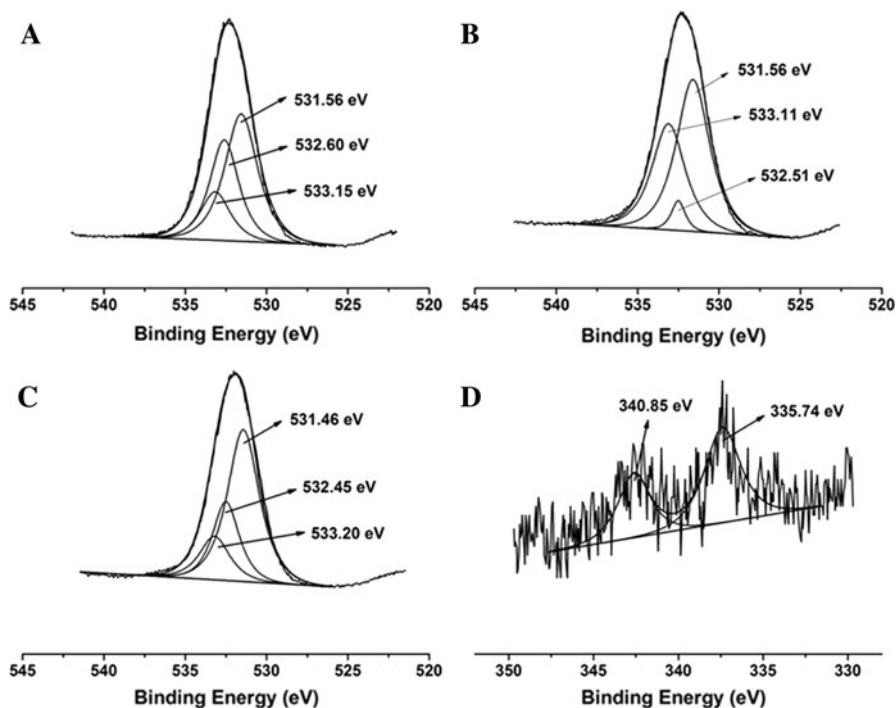 A
531.56 eV
532.60 eV
533.15 eV
545 540 535 530 525 520
Binding Energy (eV)
B
531.56 eV
533.11 eV
532.51 eV
545 540 535 530 525 520
Binding Energy (eV)
C
531.46 eV
532.45 eV
533.20 eV
545 540 535 530 525 520
Binding Energy (eV)
D
340.85 eV
335.74 eV
350 345 340 335 330
Binding Energy (eV)